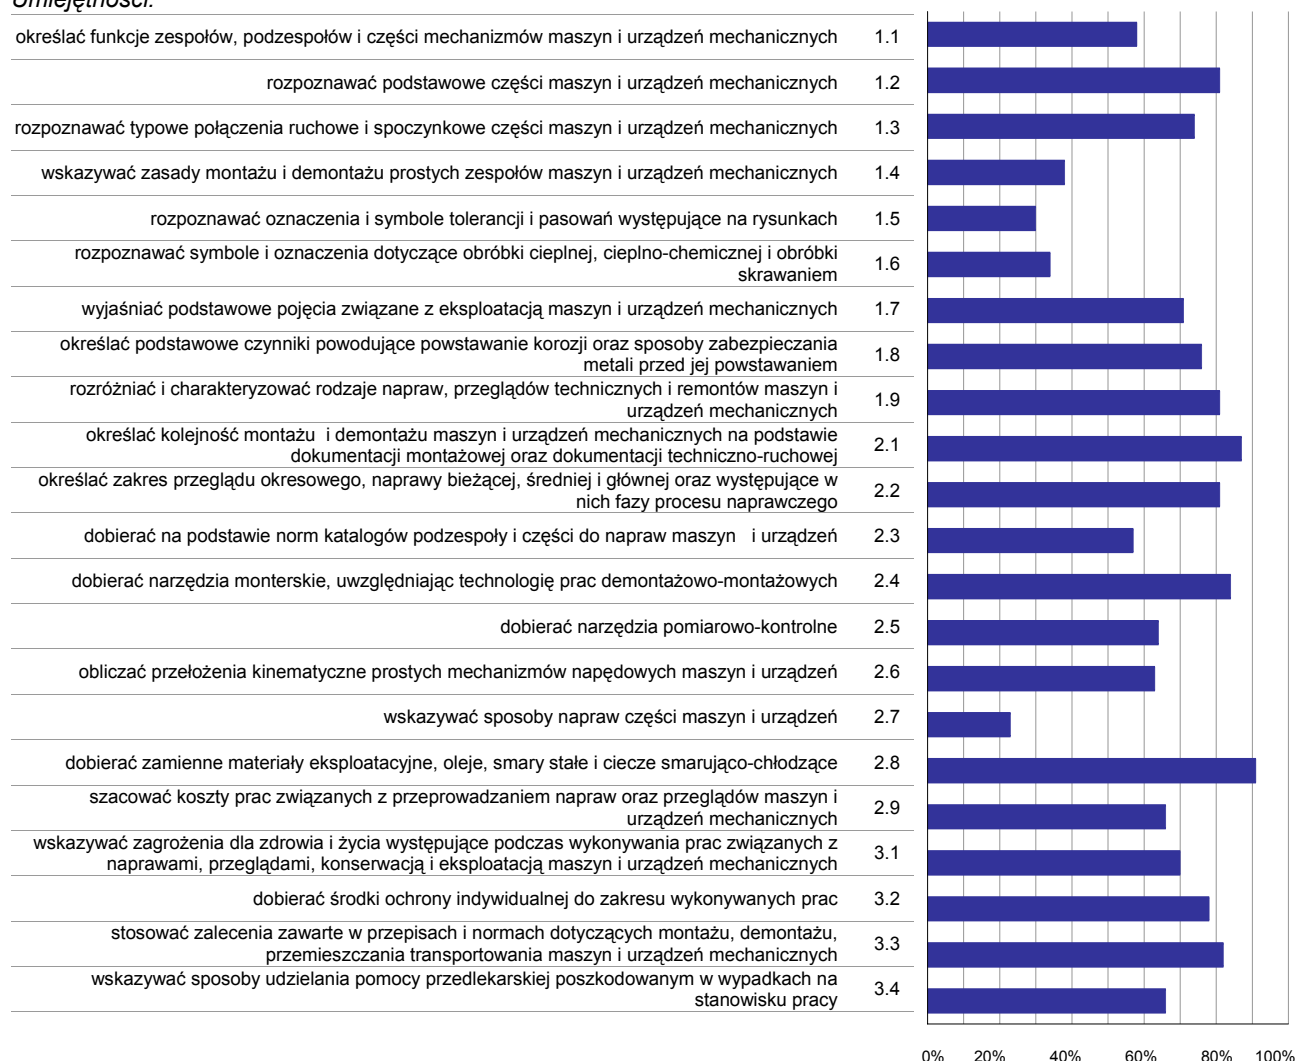 Umiejętności:
określać funkcje zespołów, podzespołów i części mechanizmów maszyn i urządzeń mechanicznych 1.1
rozpoznawać podstawowe części maszyn i urządzeń mechanicznych 1.2
rozpoznawać typowe połączenia ruchowe i spoczynkowe części maszyn i urządzeń mechanicznych 1.3
wskazywać zasady montażu i demontażu prostych zespołów maszyn i urządzeń mechanicznych 1.4
rozpoznawać oznaczenia i symbole tolerancji i pasowań występujące na rysunkach 1.5
rozpoznawać symbole i oznaczenia dotyczące obróbki cieplnej, cieplno-chemicznej i obróbki
skrawaniem 1.6
wyjaśniać podstawowe pojęcia związane z eksploatacją maszyn i urządzeń mechanicznych 1.7
określać podstawowe czynniki powodujące powstawanie korozji oraz sposoby zabezpieczania
metali przed jej powstawaniem 1.8
rozróżniać i charakteryzować rodzaje napraw, przeglądów technicznych i remontów maszyn i
urządzeń mechanicznych 1.9
określać kolejność montażu i demontażu maszyn i urządzeń mechanicznych na podstawie
dokumentacji montażowej oraz dokumentacji techniczno-ruchowej 2.1
określać zakres przeglądu okresowego, naprawy bieżącej, średniej i głównej oraz występujące w
nich fazy procesu naprawczego 2.2
dobierać na podstawie norm katalogów podzespoły i części do napraw maszyn i urządzeń 2.3
dobierać narzędzia monterskie, uwzględniając technologię prac demontażowo-montażowych 2.4
dobierać narzędzia pomiarowo-kontrolne 2.5
obliczać przełożenia kinematyczne prostych mechanizmów napędowych maszyn i urządzeń 2.6
wskazywać sposoby napraw części maszyn i urządzeń 2.7
dobierać zamienne materiały eksploatacyjne, oleje, smary stałe i ciecze smarująco-chłodzące 2.8
szacować koszty prac związanych z przeprowadzaniem napraw oraz przeglądów maszyn i
urządzeń mechanicznych 2.9
wskazywać zagrożenia dla zdrowia i życia występujące podczas wykonywania prac związanych z
naprawami, przeglądami, konserwacją i eksploatacją maszyn i urządzeń mechanicznych 3.1
dobierać środki ochrony indywidualnej do zakresu wykonywanych prac 3.2
stosować zalecenia zawarte w przepisach i normach dotyczących montażu, demontażu,
przemieszczania transportowania maszyn i urządzeń mechanicznych 3.3
wskazywać sposoby udzielania pomocy przedlekarskiej poszkodowanym w wypadkach na
stanowisku pracy 3.4
0% 20% 40% 60% 80% 100%